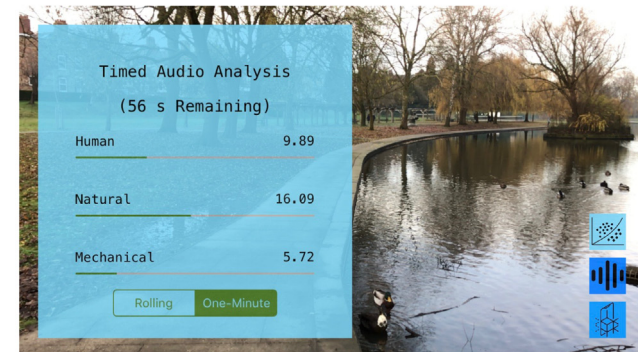 Timed Audio Analysis
(56 s Remaining)
Human 9.89
Natural 16.09
Mechanical 5.72
Rolling One-Minute